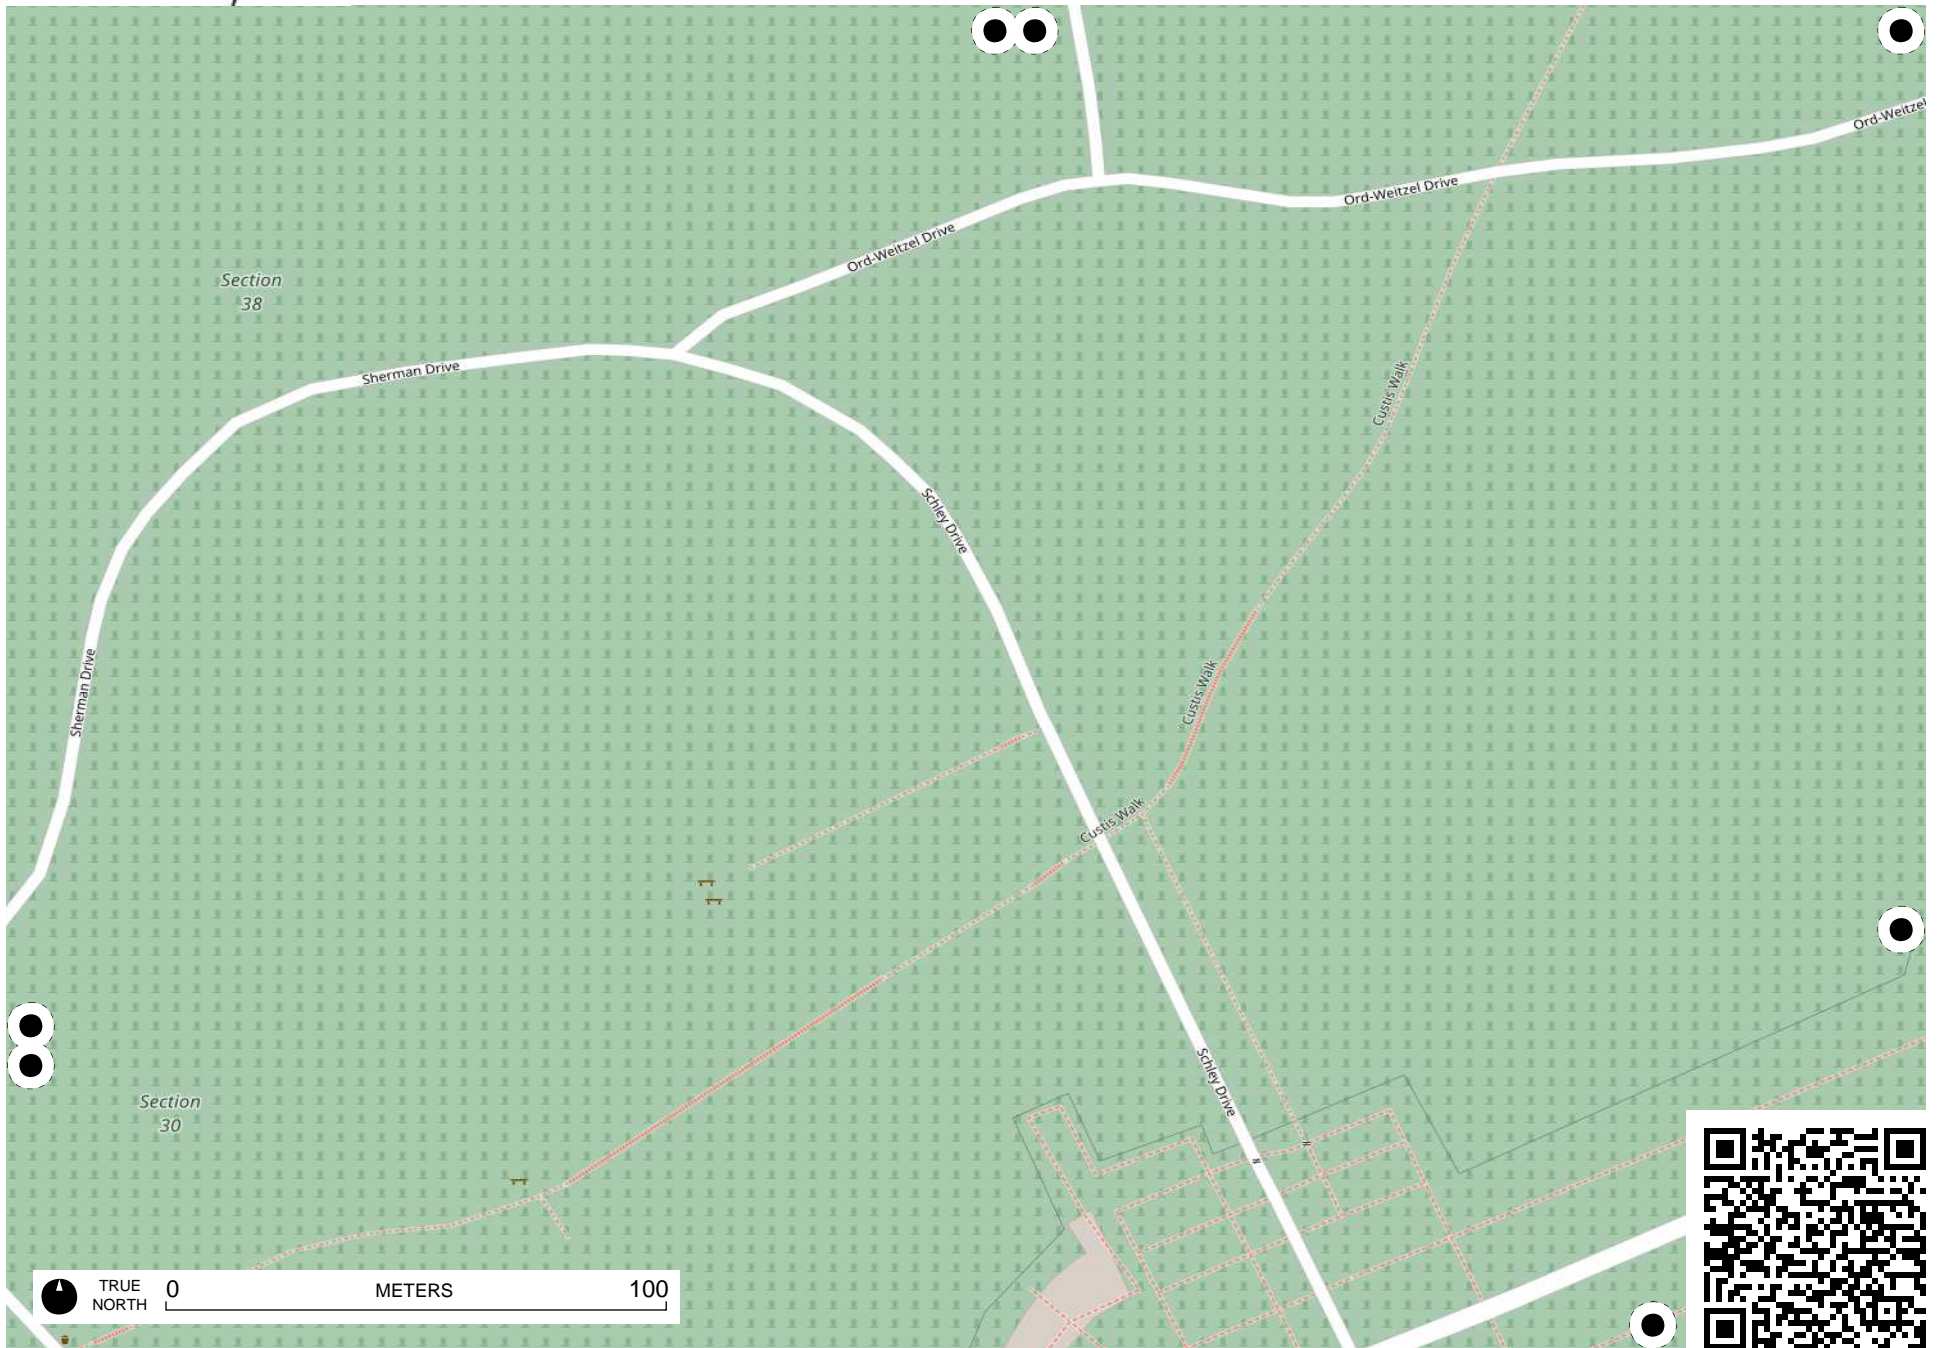 Ord-Weitzel
Ord-Weitzel Drive
Ord-Weitzel Drive
Section
38
Sherman Drive
Custis Walk
Schley Drive
Sherman Drive
Custis Walk
Custis Walk
Schley Drive
Section
30
TRUE
NORTH
0 METERS 100